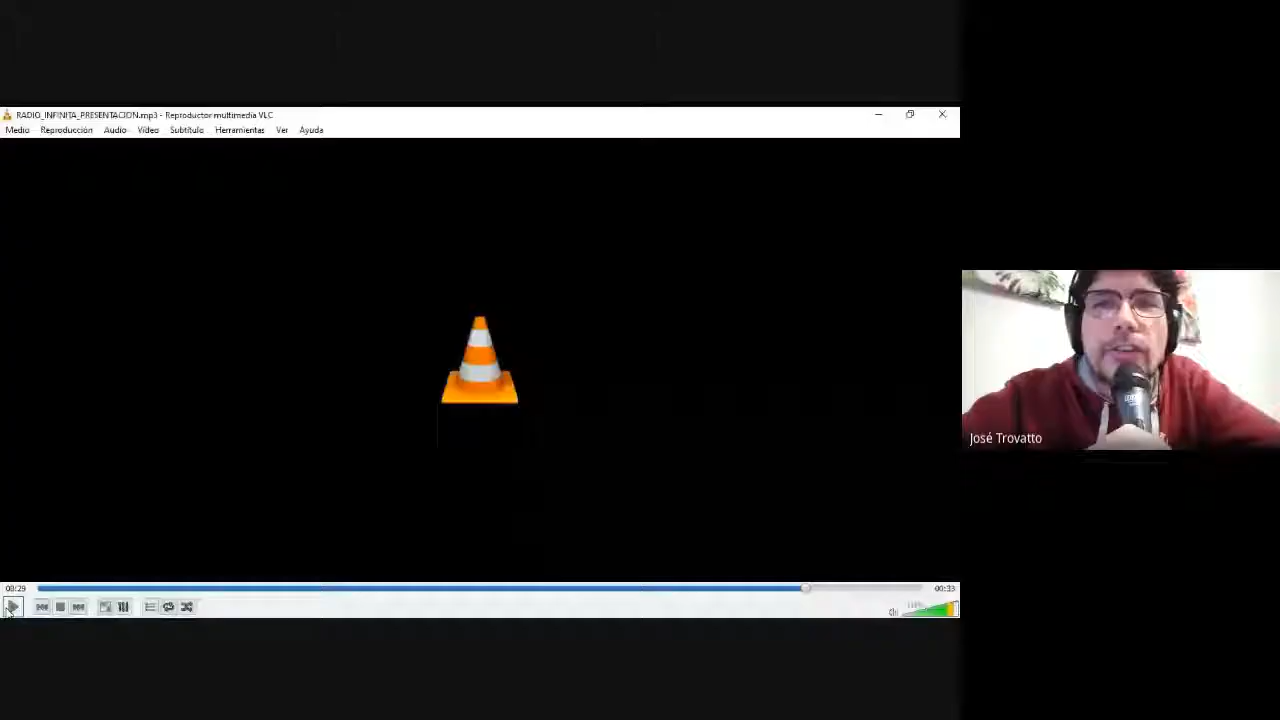 RADIO_INFINITA_PRESENTACION.mp3 - Reproductor multimedia VLC
Medio Reproducción Audio Vídeo Subtítulo Herramientas Ver Ayuda
José Trovatto
00:29
00:33